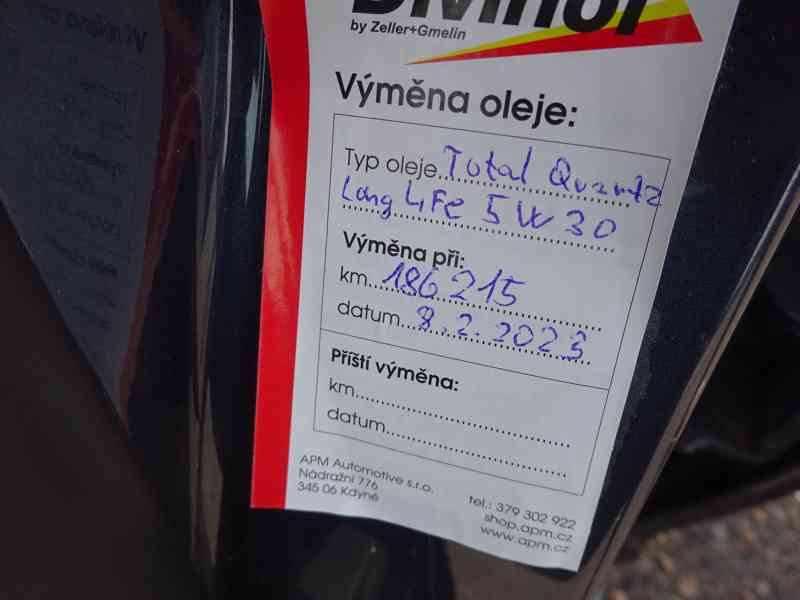 Divinol
by Zeller+Gmelin
Výměna oleje:
Typ oleje Total Quartz
Long Life 5W30
Výměna při:
km 186 215
datum 8.2.2023
Příští výměna:
km
datum
APM Automotive s.r.o.
Nádražní 776
345 06 Kdyně
tel.: 379 302 922
shop.apm.cz
www.apm.cz